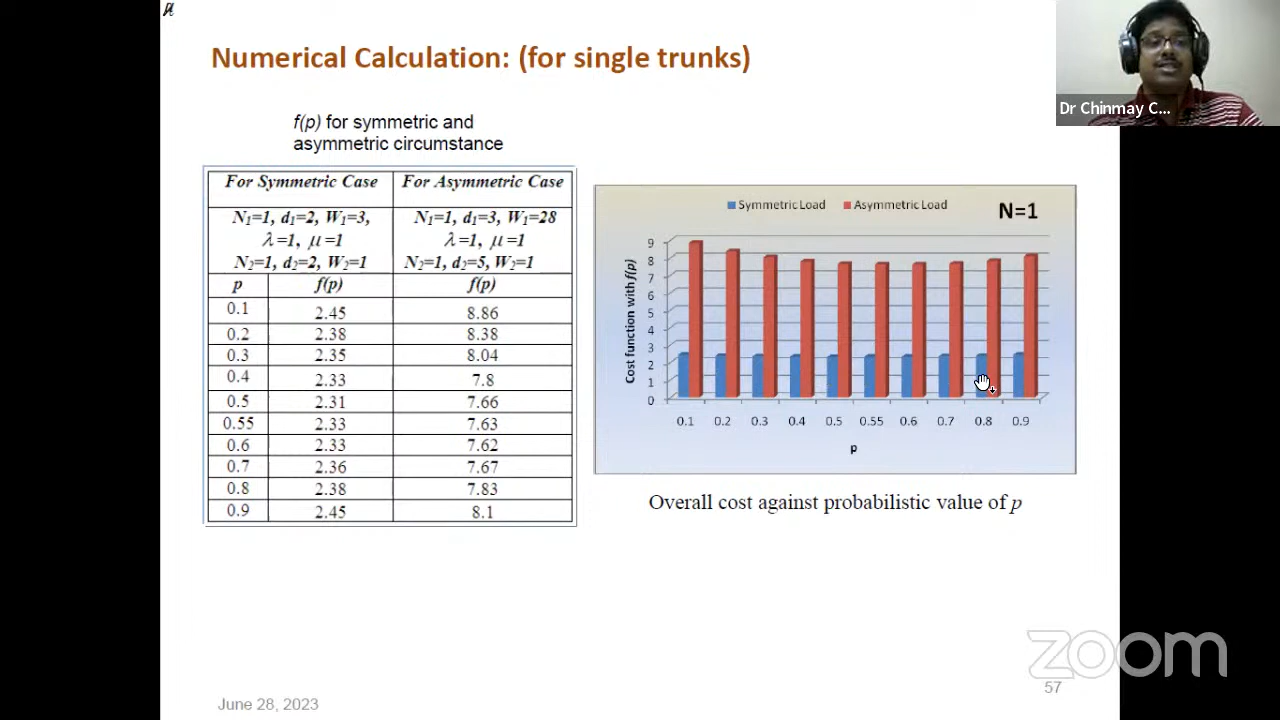 Numerical Calculation: (for single trunks)
Dr Chinmay C...
f(p) for symmetric and
asymmetric circumstance
For Symmetric Case For Asymmetric Case
N1=1, d1=2, W1=3, N1=1, d1=3, W1=28
λ=1, μ=1 λ=1, μ=1
N2=1, d2=2, W2=1 N2=1, d2=5, W2=1
p f(p) f(p)
0.1 2.45 8.86
0.2 2.38 8.38
0.3 2.35 8.04
0.4 2.33 7.8
0.5 2.31 7.66
0.55 2.33 7.63
0.6 2.33 7.62
0.7 2.36 7.67
0.8 2.38 7.83
0.9 2.45 8.1
Symmetric Load Asymmetric Load
N=1
Cost function with f(p)
9
8
7
6
5
4
3
2
1
0
0.1 0.2 0.3 0.4 0.5 0.55 0.6 0.7 0.8 0.9
p
Overall cost against probabilistic value of p
zoom
57
June 28, 2023